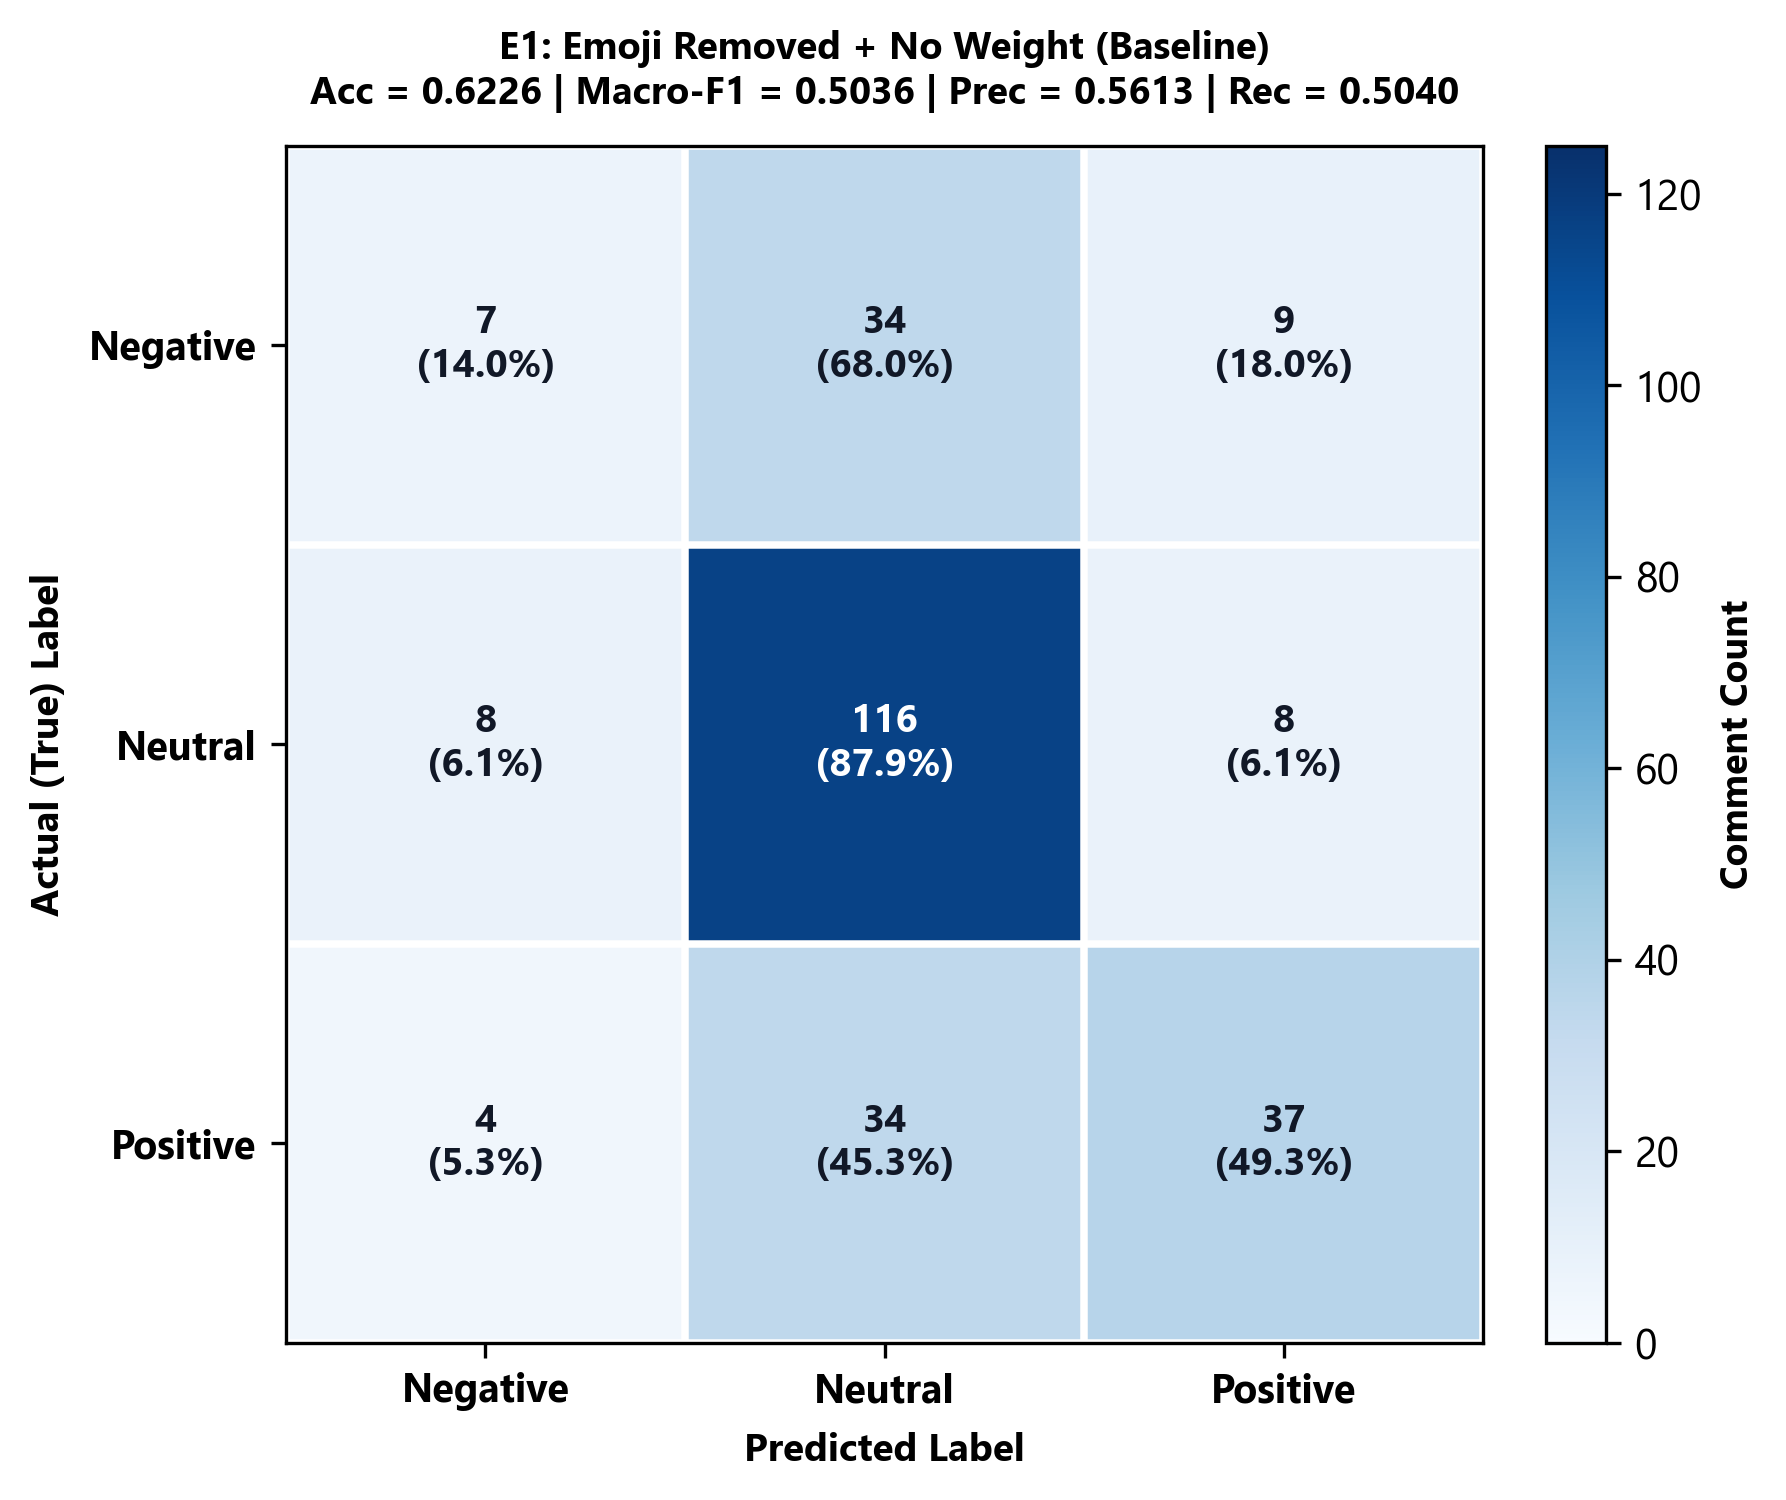 E1: Emoji Removed + No Weight (Baseline)
Acc = 0.6226 | Macro-F1 = 0.5036 | Prec = 0.5613 | Rec = 0.5040
Actual (True) Label
Negative
7
(14.0%)
34
(68.0%)
9
(18.0%)
Neutral
8
(6.1%)
116
(87.9%)
8
(6.1%)
Positive
4
(5.3%)
34
(45.3%)
37
(49.3%)
Negative
Neutral
Positive
Predicted Label
120
100
80
60
40
20
0
Comment Count